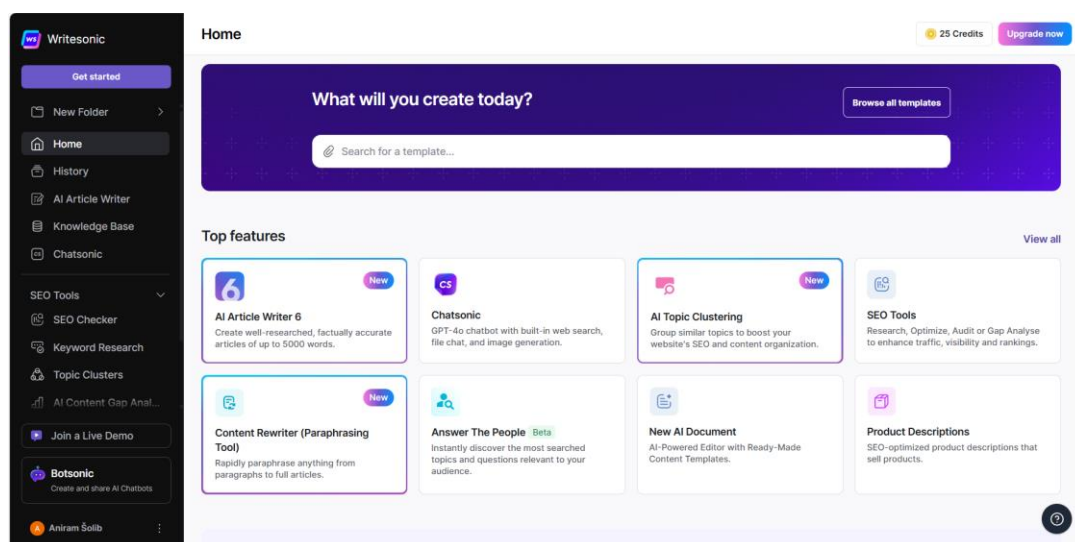 Writesonic
Get started
New Folder
Home
History
AI Article Writer
Knowledge Base
Chatsonic
SEO Tools
SEO Checker
Keyword Research
Topic Clusters
AI Content Gap Anal...
Join a Live Demo
Botsonic
Create and share AI Chatbots
A
Aniram Šolib
Home
25 Credits
Upgrade now
What will you create today?
Browse all templates
Search for a template...
Top features
View all
6
New
AI Article Writer 6
Create well-researched, factually accurate
articles of up to 5000 words.
CS
Chatsonic
GPT-4o chatbot with built-in web search,
file chat, and image generation.
New
AI Topic Clustering
Group similar topics to boost your
website's SEO and content organization.
SEO Tools
Research, Optimize, Audit or Gap Analyse
to enhance traffic, visibility and rankings.
New
Content Rewriter (Paraphrasing
Tool)
Rapidly paraphrase anything from
paragraphs to full articles.
Answer The People Beta
Instantly discover the most searched
topics and questions relevant to your
audience.
New AI Document
AI-Powered Editor with Ready-Made
Content Templates.
Product Descriptions
SEO-optimized product descriptions that
sell products.